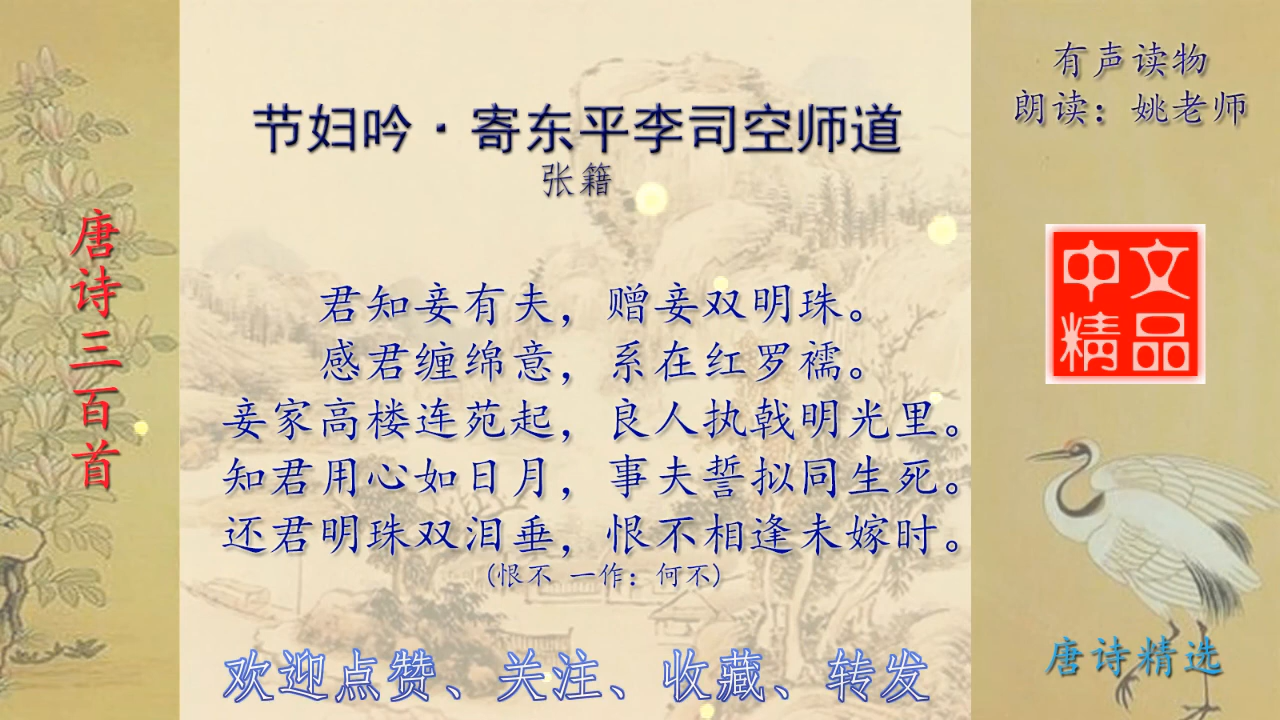 节妇吟·寄东平李司空师道
张籍
君知妾有夫，赠妾双明珠。
感君缠绵意，系在红罗襦。
妾家高楼连苑起，良人执戟明光里。
知君用心如日月，事夫誓拟同生死。
还君明珠双泪垂，恨不相逢未嫁时。
(恨不 一作：何不)
欢迎点赞、关注、收藏、转发
唐诗三百首
有声读物
朗读：姚老师
中文
精品
唐诗精选